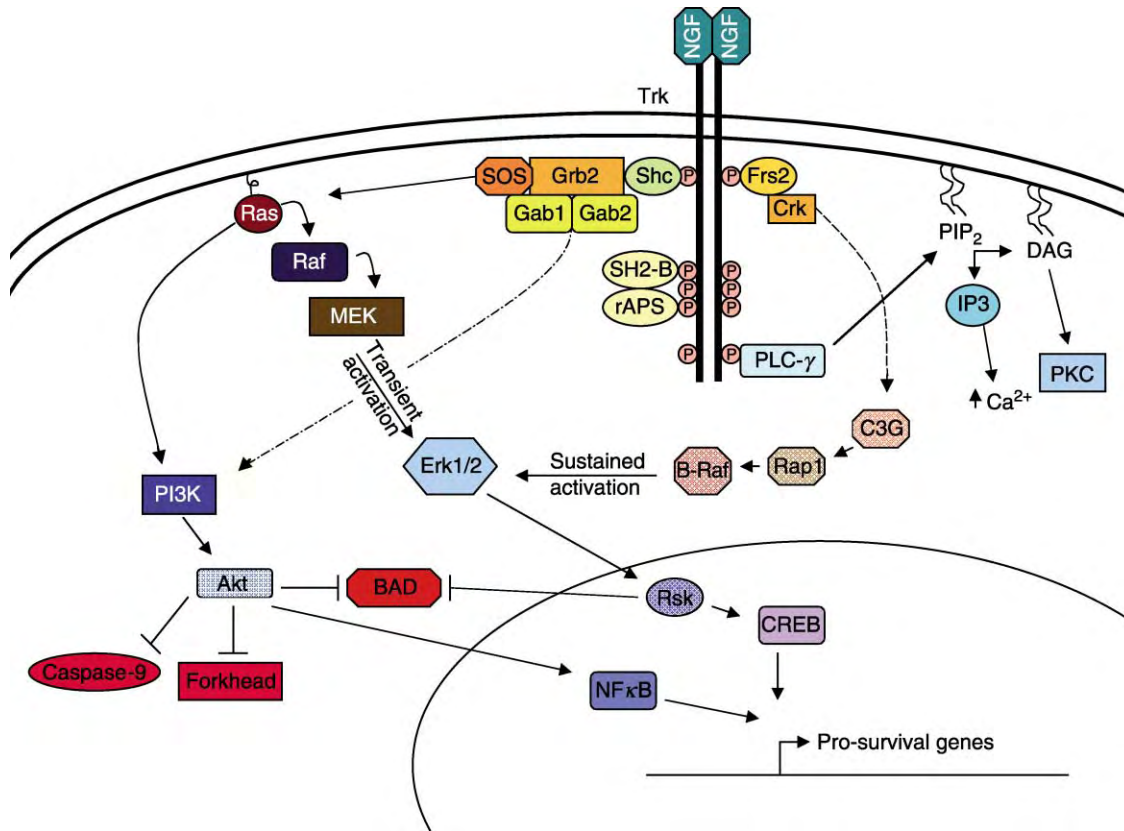 NGF NGF
Trk
SOS Grb2 Shc P P Frs2
Gab1 Gab2 Crk
Ras
PIP2 DAG
Raf
SH2-B P P
P P
rAPS P P
IP3
MEK
P P PLC-γ
PKC
Transient
activation
Ca2+
C3G
Erk1/2
Sustained
activation
B-Raf Rap1
PI3K
Akt BAD Rsk
CREB
Caspase-9 Forkhead NFκB
Pro-survival genes